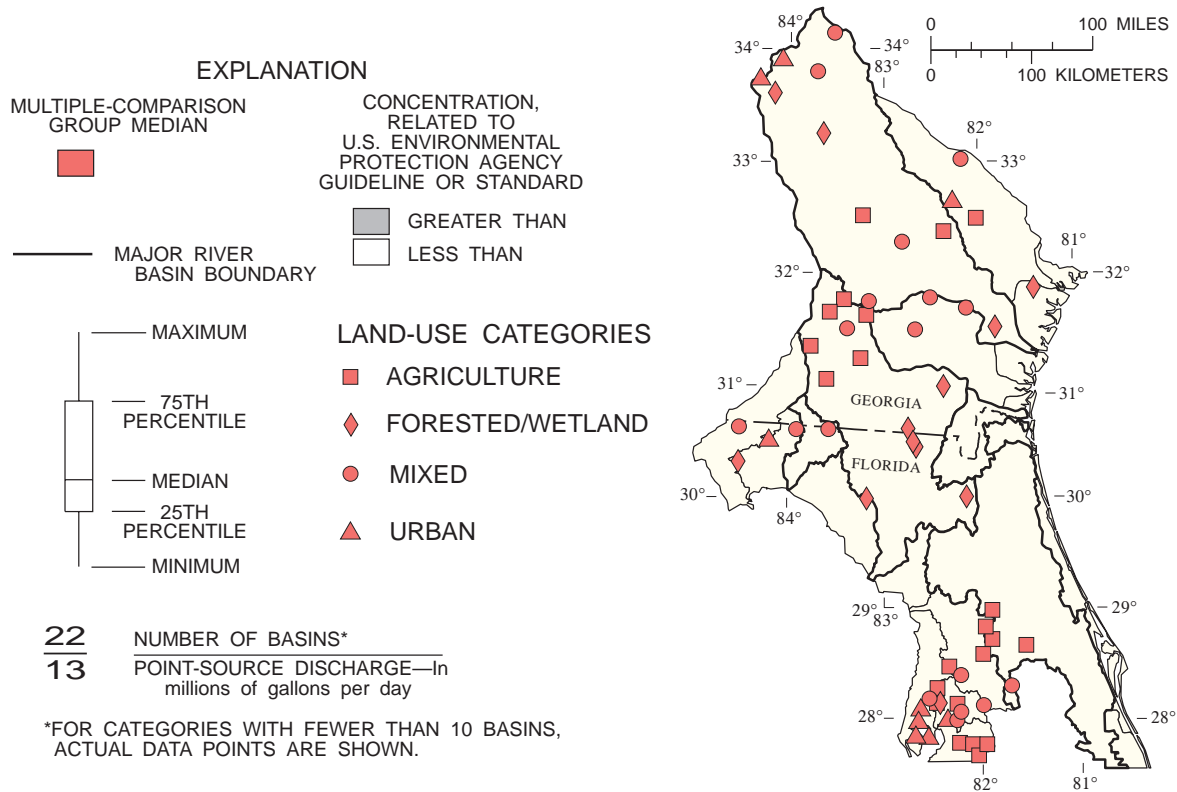 EXPLANATION
MULTIPLE-COMPARISON
GROUP MEDIAN
CONCENTRATION,
RELATED TO
U.S. ENVIRONMENTAL
PROTECTION AGENCY
GUIDELINE OR STANDARD
GREATER THAN
LESS THAN
MAJOR RIVER
BASIN BOUNDARY
MAXIMUM
75TH
PERCENTILE
MEDIAN
25TH
PERCENTILE
MINIMUM
LAND-USE CATEGORIES
AGRICULTURE
FORESTED/WETLAND
MIXED
URBAN
22
13
NUMBER OF BASINS*
POINT-SOURCE DISCHARGE—In
millions of gallons per day
*FOR CATEGORIES WITH FEWER THAN 10 BASINS,
ACTUAL DATA POINTS ARE SHOWN.
0 100 MILES
0 100 KILOMETERS
84°
34°
34°
83°
82°
33°
33°
81°
32°
32°
31°
31°
GEORGIA
FLORIDA
30°
84°
30°
29°
83°
29°
28°
28°
82°
81°